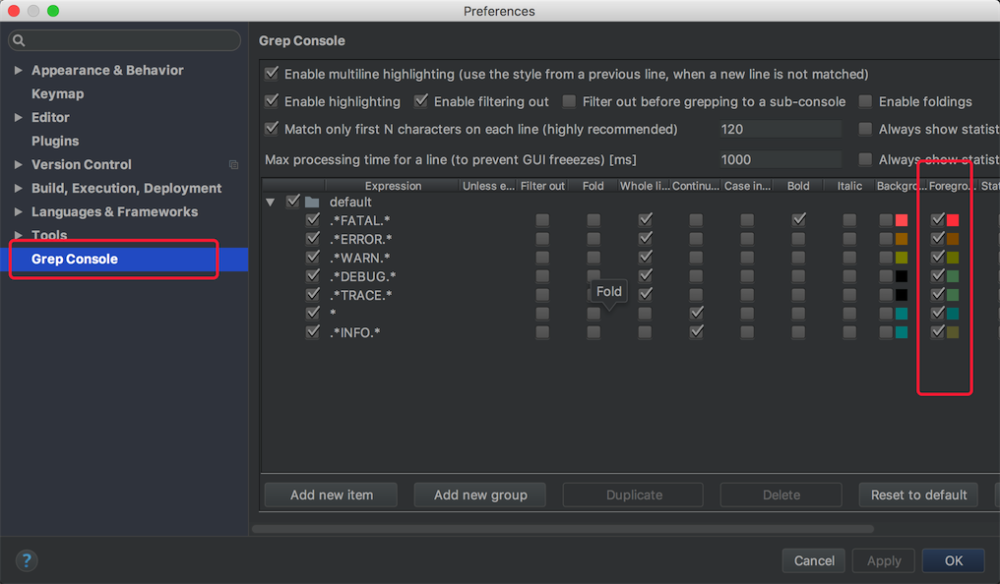 Preferences
Grep Console
Appearance & Behavior
Keymap
Editor
Plugins
Version Control
Build, Execution, Deployment
Languages & Frameworks
Tools
Grep Console
Enable multiline highlighting (use the style from a previous line, when a new line is not matched)
Enable highlighting Enable filtering out Filter out before grepping to a sub-console Enable foldings
Match only first N characters on each line (highly recommended) 120 Always show statist
Max processing time for a line (to prevent GUI freeezes) [ms] 1000 Always show statist
Expression Unless e... Filter out Fold Whole li... Continu... Case in... Bold Italic Backgro... Foregro... Stat
default
.*FATAL.*
.*ERROR.*
.*WARN.*
.*DEBUG.*
.*TRACE.*
Fold
*
.*INFO.*
Add new item Add new group Duplicate Delete Reset to default
? Cancel Apply OK